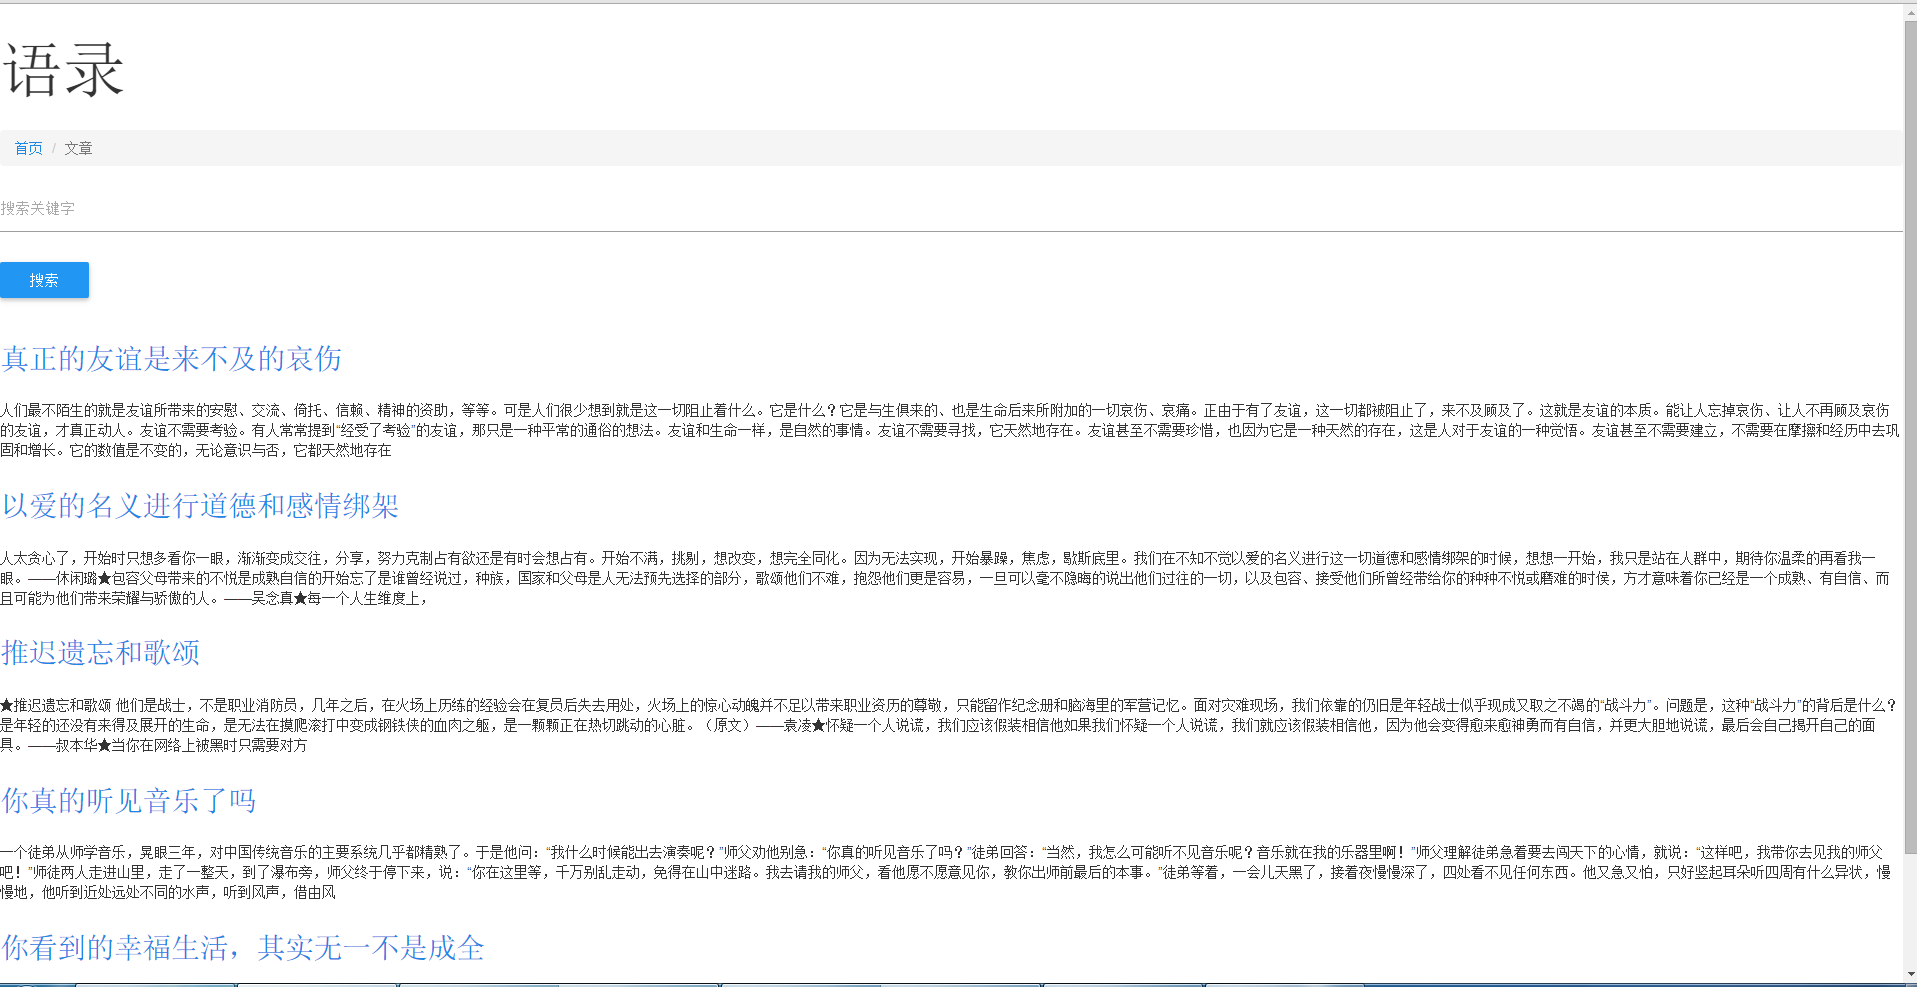 语录
首页 / 文章
搜索关键字
搜索
真正的友谊是来不及的哀伤
人们最不陌生的就是友谊所带来的安慰、交流、倚托、信赖、精神的资助，等等。可是人们很少想到就是这一切阻止着什么。它是什么？它是与生俱来的、也是生命后来所附加的一切哀伤、哀痛。正由于有了友谊，这一切都被阻止了，来不及顾及了。这就是友谊的本质。能让人忘掉哀伤、让人不再顾及哀伤
的友谊，才真正动人。友谊不需要考验。有人常常提到“经受了考验”的友谊，那只是一种平常的通俗的想法。友谊和生命一样，是自然的事情。友谊不需要寻找，它天然地存在。友谊甚至不需要珍惜，也因为它是一种天然的存在，这是人对于友谊的一种觉悟。友谊甚至不需要建立，不需要在摩擦和经历中去巩
固和增长。它的数值是不变的，无论意识与否，它都天然地存在
以爱的名义进行道德和感情绑架
人太贪心了，开始时只想多看你一眼，渐渐变成交往，分享，努力克制占有欲还是有时会想占有。开始不满，挑剔，想改变，想完全同化。因为无法实现，开始暴躁，焦虑，歇斯底里。我们在不知不觉以爱的名义进行这一切道德和感情绑架的时候，想想一开始，我只是站在人群中，期待你温柔的再看我一
眼。——休闲璐★包容父母带来的不悦是成熟自信的开始忘了是谁曾经说过，种族，国家和父母是人无法预先选择的部分，歌颂他们不难，抱怨他们更是容易，一旦可以毫不隐晦的说出他们过往的一切，以及包容、接受他们所曾经带给你的种种不悦或磨难的时侯，方才意味着你已经是一个成熟、有自信、而
且可能为他们带来荣耀与骄傲的人。——吴念真★每一个人生维度上，
推迟遗忘和歌颂
★推迟遗忘和歌颂 他们是战士，不是职业消防员，几年之后，在火场上历练的经验会在复员后失去用处，火场上的惊心动魄并不足以带来职业资历的尊敬，只能留作纪念册和脑海里的军营记忆。面对灾难现场，我们依靠的仍旧是年轻战士似乎现成又取之不竭的“战斗力”。问题是，这种“战斗力”的背后是什么？
是年轻的还没有来得及展开的生命，是无法在摸爬滚打中变成钢铁侠的血肉之躯，是一颗颗正在热切跳动的心脏。（原文）——袁凌★怀疑一个人说谎，我们应该假装相信他如果我们怀疑一个人说谎，我们就应该假装相信他，因为他会变得愈来愈神勇而有自信，并更大胆地说谎，最后会自己揭开自己的面
具。——叔本华★当你在网络上被黑时只需要对方
你真的听见音乐了吗
一个徒弟从师学音乐，晃眼三年，对中国传统音乐的主要系统几乎都精熟了。于是他问：“我什么时候能出去演奏呢？”师父劝他别急：“你真的听见音乐了吗？”徒弟回答：“当然，我怎么可能听不见音乐呢？音乐就在我的乐器里啊！”师父理解徒弟急着要去闯天下的心情，就说：“这样吧，我带你去见我的师父
吧！”师徒两人走进山里，走了一整天，到了瀑布旁，师父终于停下来，说：“你在这里等，千万别乱走动，免得在山中迷路。我去请我的师父，看他愿不愿意见你，教你出师前最后的本事。”徒弟等着，一会儿天黑了，接着夜慢慢深了，四处看不见任何东西。他又急又怕，只好竖起耳朵听四周有什么异状，慢
慢地，他听到近处远处不同的水声，听到风声，借由风
你看到的幸福生活，其实无一不是成全